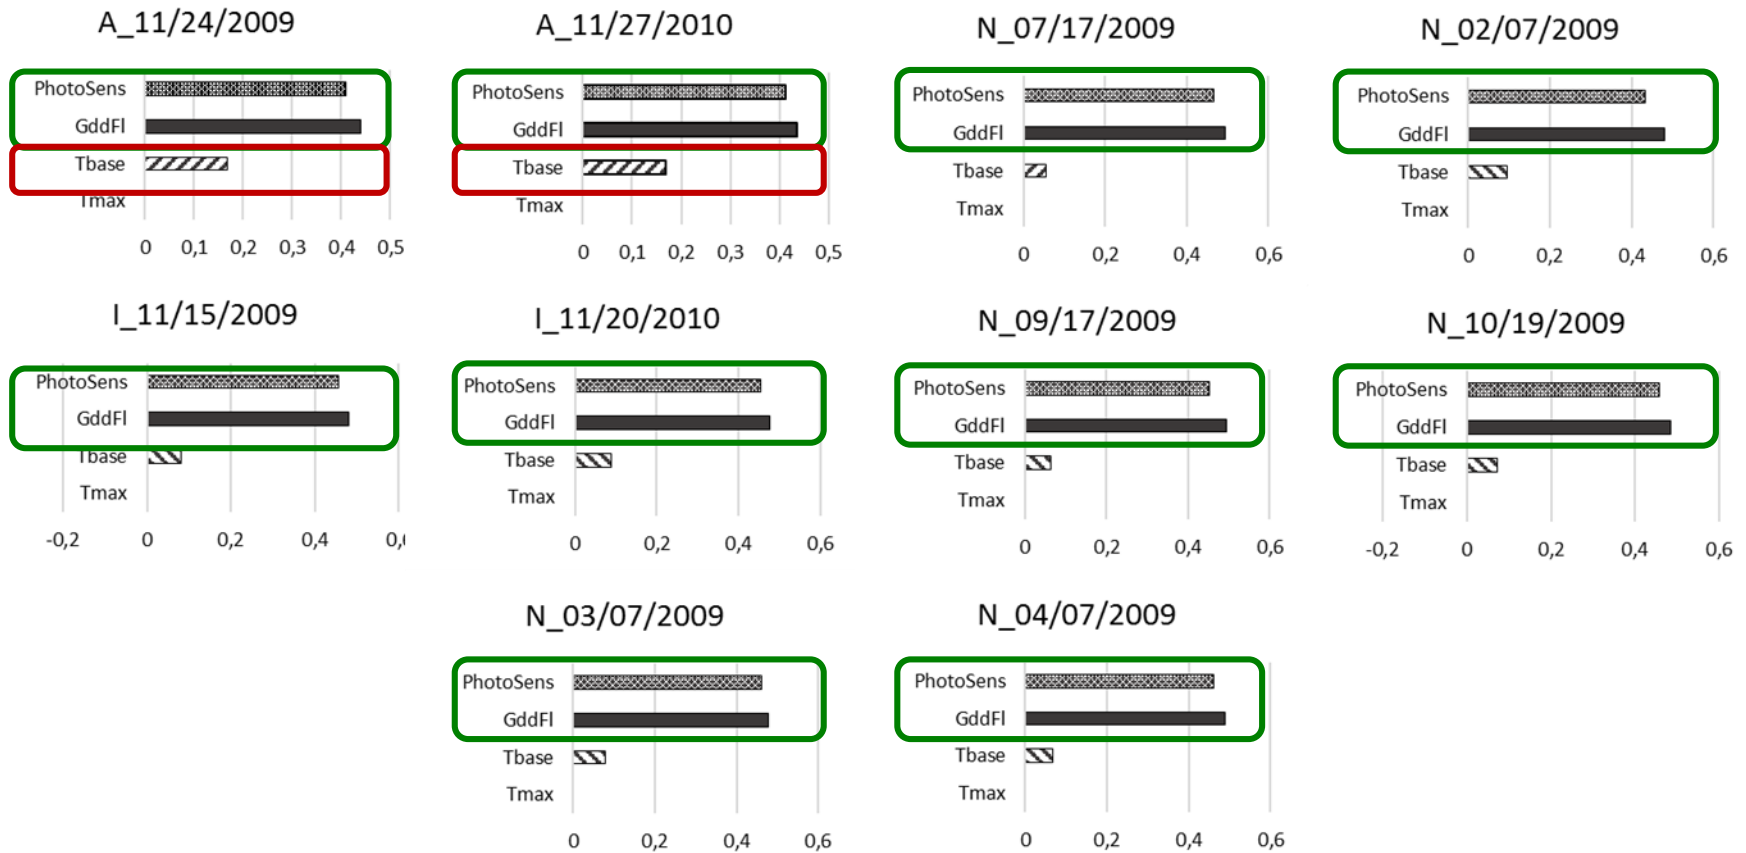 A_11/24/2009
PhotoSens
GddFl
Tbase
Tmax
0 0,1 0,2 0,3 0,4 0,5
A_11/27/2010
PhotoSens
GddFl
Tbase
Tmax
0 0,1 0,2 0,3 0,4 0,5
N_07/17/2009
PhotoSens
GddFl
Tbase
Tmax
0 0,2 0,4 0,6
N_02/07/2009
PhotoSens
GddFl
Tbase
Tmax
0 0,2 0,4 0,6
I_11/15/2009
PhotoSens
GddFl
Tbase
Tmax
-0,2 0 0,2 0,4
I_11/20/2010
PhotoSens
GddFl
Tbase
Tmax
0 0,2 0,4 0,6
N_09/17/2009
PhotoSens
GddFl
Tbase
Tmax
0 0,2 0,4 0,6
N_10/19/2009
PhotoSens
GddFl
Tbase
Tmax
-0,2 0 0,2 0,4 0,6
N_03/07/2009
PhotoSens
GddFl
Tbase
Tmax
0 0,2 0,4 0,6
N_04/07/2009
PhotoSens
GddFl
Tbase
Tmax
0 0,2 0,4 0,6